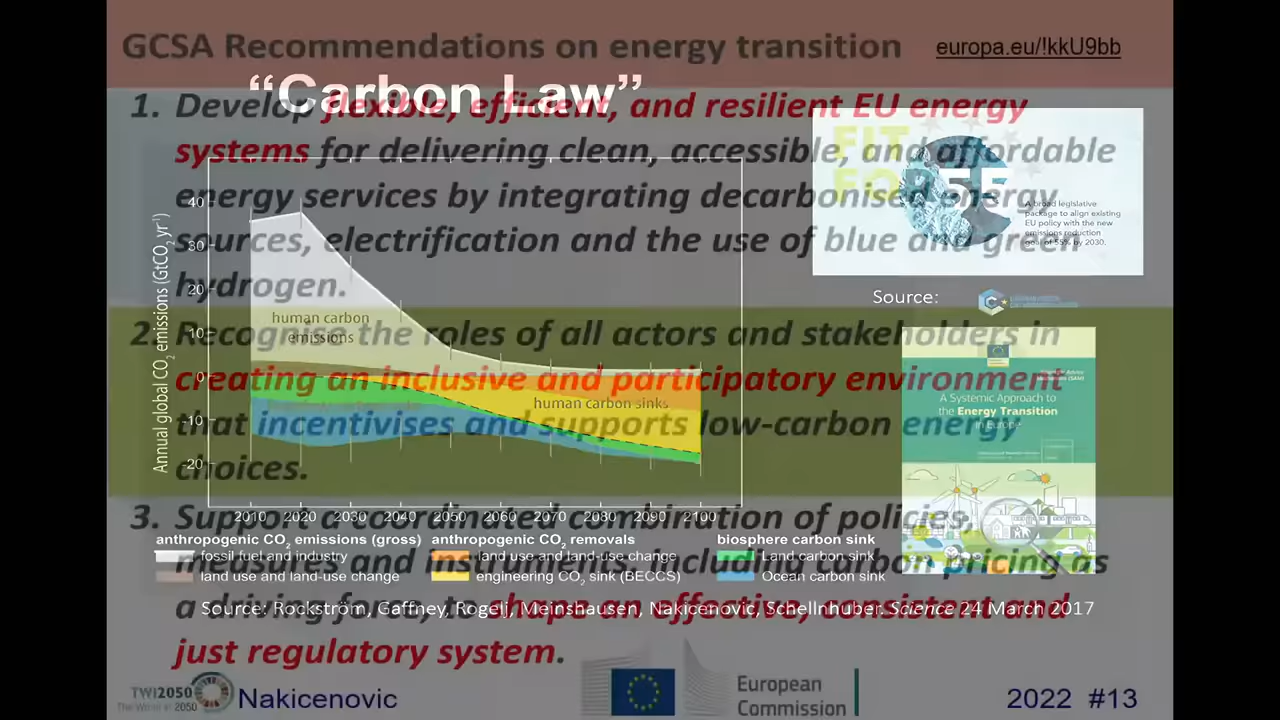 GCSA Recommendations on energy transition europa.eu/!kkU9bb
"Carbon Law"
1. Develop flexible, efficient, and resilient EU energy
systems for delivering clean, accessible, and affordable
energy services by integrating decarbonised energy
sources, electrification and the use of blue and green
hydrogen.
2. Recognise the roles of all actors and stakeholders in
creating an inclusive and participatory environment
that incentivises and supports low-carbon energy
choices.
3. Support a coordinated combination of policies,
measures and instruments, including carbon pricing as
a driving force, to shape an effective, consistent and
just regulatory system.
FIT
FOR 55
A broad legislative
package to align existing
EU policy with the new
emissions reduction
goal of 55% by 2030.
Source:
A Systemic Approach to
the Energy Transition
in Europe
Annual global CO2 emissions (GtCO2 yr-1)
40
30
20
10
0
-10
-20
human carbon
emissions
human carbon sinks
2010 2020 2030 2040 2050 2060 2070 2080 2090 2100
anthropogenic CO2 emissions (gross)
fossil fuel and industry
land use and land-use change
anthropogenic CO2 removals
land use and land-use change
engineering CO2 sink (BECCS)
biosphere carbon sink
Land carbon sink
Ocean carbon sink
Source: Rockström, Gaffney, Rogelj, Meinshausen, Nakicenovic, Schellnhuber. Science 24 March 2017
TWI2050
The World in 2050
Nakicenovic
European
Commission
2022 #13